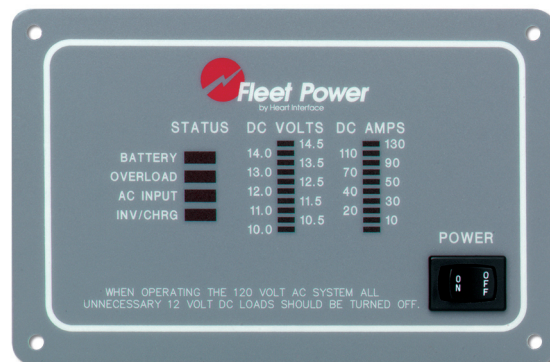 Fleet Power
by Heart Interface
STATUS DC VOLTS DC AMPS
14.5 130
14.0 110
BATTERY 13.5 90
13.0 70
OVERLOAD 12.5 50
12.0 40
AC INPUT 11.5 30
11.0 20
INV/CHRG 10.5 10
10.0
POWER
ON OFF
WHEN OPERATING THE 120 VOLT AC SYSTEM ALL
UNNECESSARY 12 VOLT DC LOADS SHOULD BE TURNED OFF.